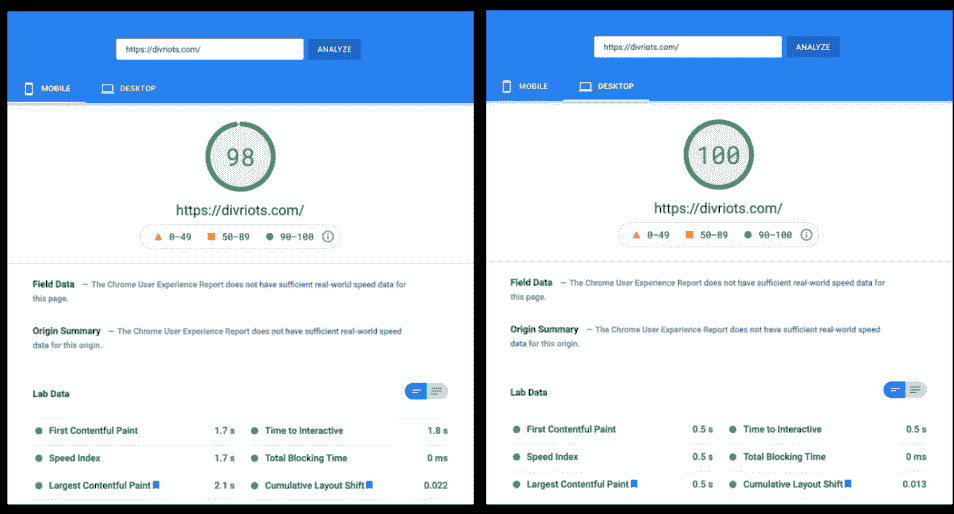 https://divriots.com/
ANALYZE
MOBILE DESKTOP
98
https://divriots.com/
0–49 50–89 90–100
Field Data — The Chrome User Experience Report does not have sufficient real-world speed data for
this page.
Origin Summary — The Chrome User Experience Report does not have sufficient real-world speed
data for this origin.
Lab Data
First Contentful Paint 1.7 s Time to Interactive 1.8 s
Speed Index 1.7 s Total Blocking Time 0 ms
Largest Contentful Paint 2.1 s Cumulative Layout Shift 0.022
https://divriots.com/
ANALYZE
MOBILE DESKTOP
100
https://divriots.com/
0–49 50–89 90–100
Field Data — The Chrome User Experience Report does not have sufficient real-world speed data for
this page.
Origin Summary — The Chrome User Experience Report does not have sufficient real-world speed
data for this origin.
Lab Data
First Contentful Paint 0.5 s Time to Interactive 0.5 s
Speed Index 0.5 s Total Blocking Time 0 ms
Largest Contentful Paint 0.5 s Cumulative Layout Shift 0.013